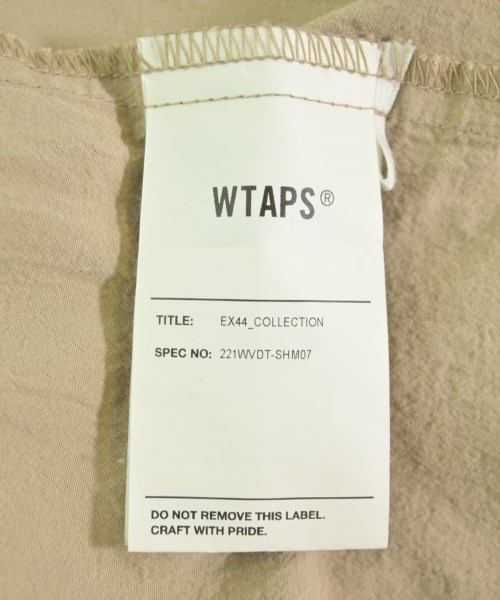 WTAPS®
TITLE: EX44_COLLECTION
SPEC NO: 221WVDT-SHM07
DO NOT REMOVE THIS LABEL.
CRAFT WITH PRIDE.